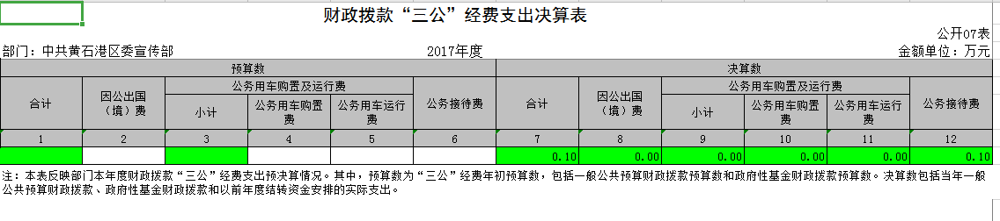 财政拨款“三公”经费支出决算表
公开07表
部门：中共黄石港区委宣传部 2017年度 金额单位：万元
预算数 决算数
合计 因公出国（境）费 公务用车购置及运行费 公务接待费 合计 因公出国（境）费 公务用车购置及运行费 公务接待费
小计 公务用车购置费 公务用车运行费 小计 公务用车购置费 公务用车运行费
1 2 3 4 5 6 7 8 9 10 11 12
0.10 0.00 0.00 0.00 0.00 0.10
注：本表反映部门本年度财政拨款“三公”经费支出预决算情况。其中，预算数为“三公”经费年初预算数，包括一般公共预算财政拨款预算数和政府性基金财政拨款预算数。决算数包括当年一般
公共预算财政拨款、政府性基金财政拨款和以前年度结转资金安排的实际支出。